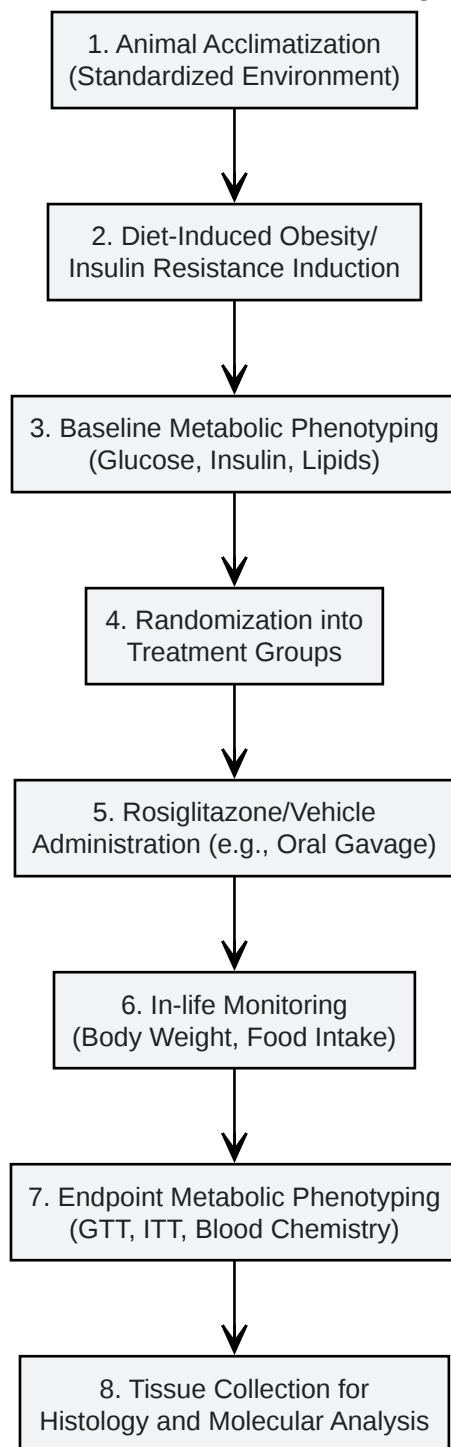 1. Animal Acclimatization
(Standardized Environment)
2. Diet-Induced Obesity/
Insulin Resistance Induction
3. Baseline Metabolic Phenotyping
(Glucose, Insulin, Lipids)
4. Randomization into
Treatment Groups
5. Rosiglitazone/Vehicle
Administration (e.g., Oral Gavage)
6. In-life Monitoring
(Body Weight, Food Intake)
7. Endpoint Metabolic Phenotyping
(GTT, ITT, Blood Chemistry)
8. Tissue Collection for
Histology and Molecular Analysis